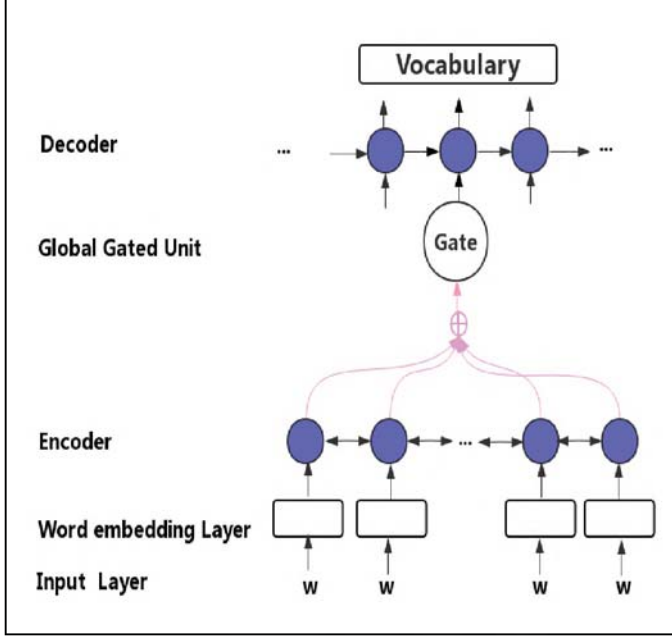 Vocabulary
Decoder ... ...
Global Gated Unit Gate
Encoder ...
Word embedding Layer
Input Layer w w w w